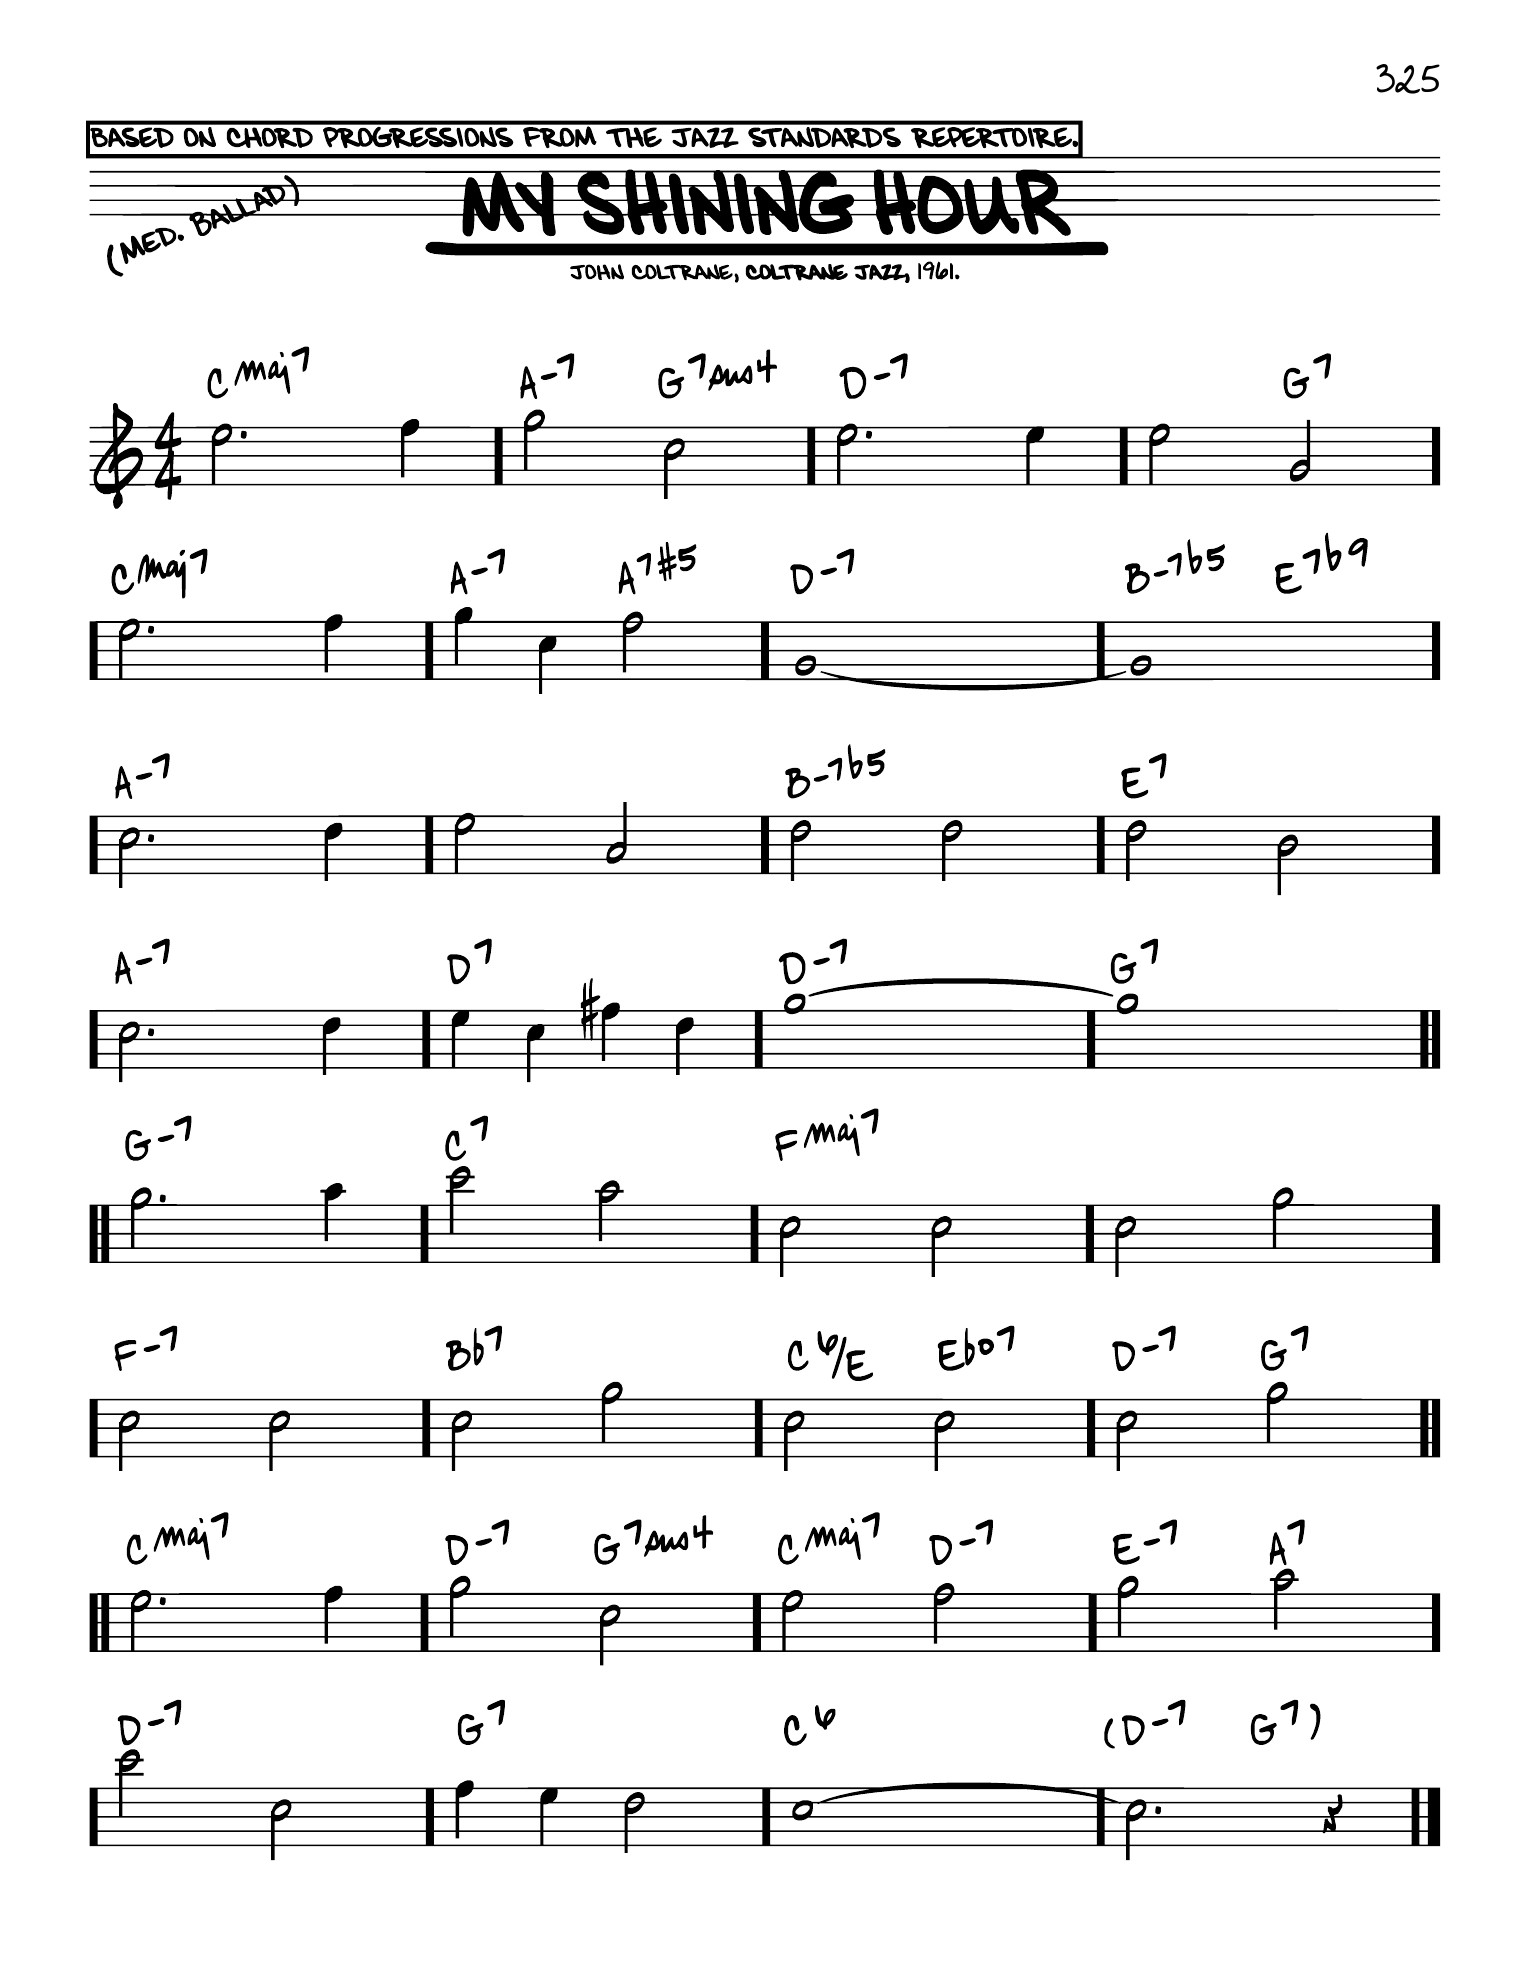 325
BASED ON CHORD PROGRESSIONS FROM THE JAZZ STANDARDS REPERTOIRE.
(MED. BALLAD)
MY SHINING HOUR
JOHN COLTRANE, COLTRANE JAZZ, 1961.
Cmaj7 A-7 G7sus4 D-7 G7
4
4
Cmaj7 A-7 A7#5 D-7 B-7b5 E7b9
A-7 B-7b5 E7
A-7 D7 D-7 G7
G-7 C7 Fmaj7
F-7 Bb7 C6/E Ebo7 D-7 G7
Cmaj7 D-7 G7sus4 Cmaj7 D-7 E-7 A7
D-7 G7 C6 (D-7 G7)